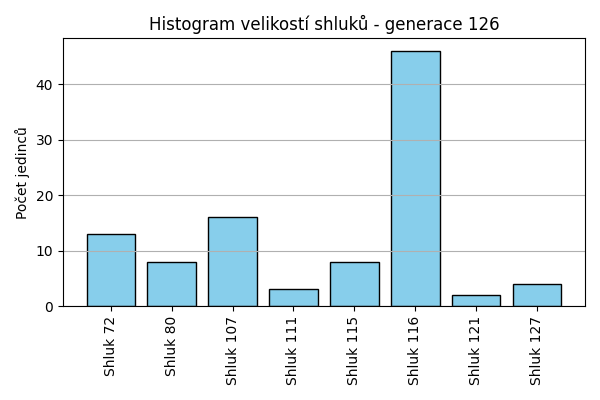 Histogram velikostí shluků - generace 126
Počet jedinců
40
30
20
10
0
Shluk 72
Shluk 80
Shluk 107
Shluk 111
Shluk 115
Shluk 116
Shluk 121
Shluk 127